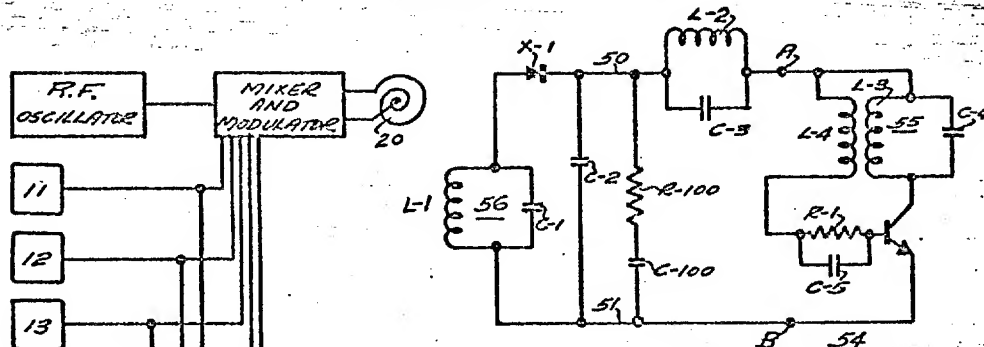 R.F. OSCILLATOR
MIXER AND MODULATOR
20
11
12
13
X-1
50
L-2
C-3
A
L-3
L-4
55
C-4
L-1
56
C-1
C-2
R-100
C-100
R-1
C-5
51
B
54